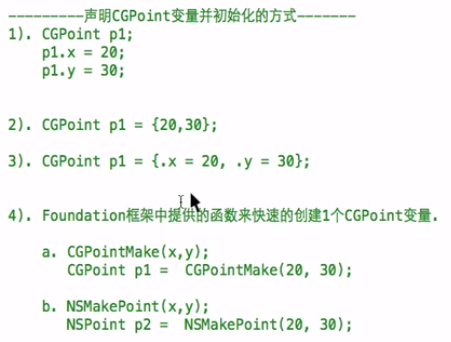 ---------声明CGPoint变量并初始化的方式-------
1). CGPoint p1;
p1.x = 20;
p1.y = 30;
2). CGPoint p1 = {20,30};
3). CGPoint p1 = {.x = 20, .y = 30};
4). Foundation框架中提供的函数来快速的创建1个CGPoint变量.
a. CGPointMake(x,y);
CGPoint p1 =  CGPointMake(20, 30);
b. NSMakePoint(x,y);
NSPoint p2 =  NSMakePoint(20, 30);